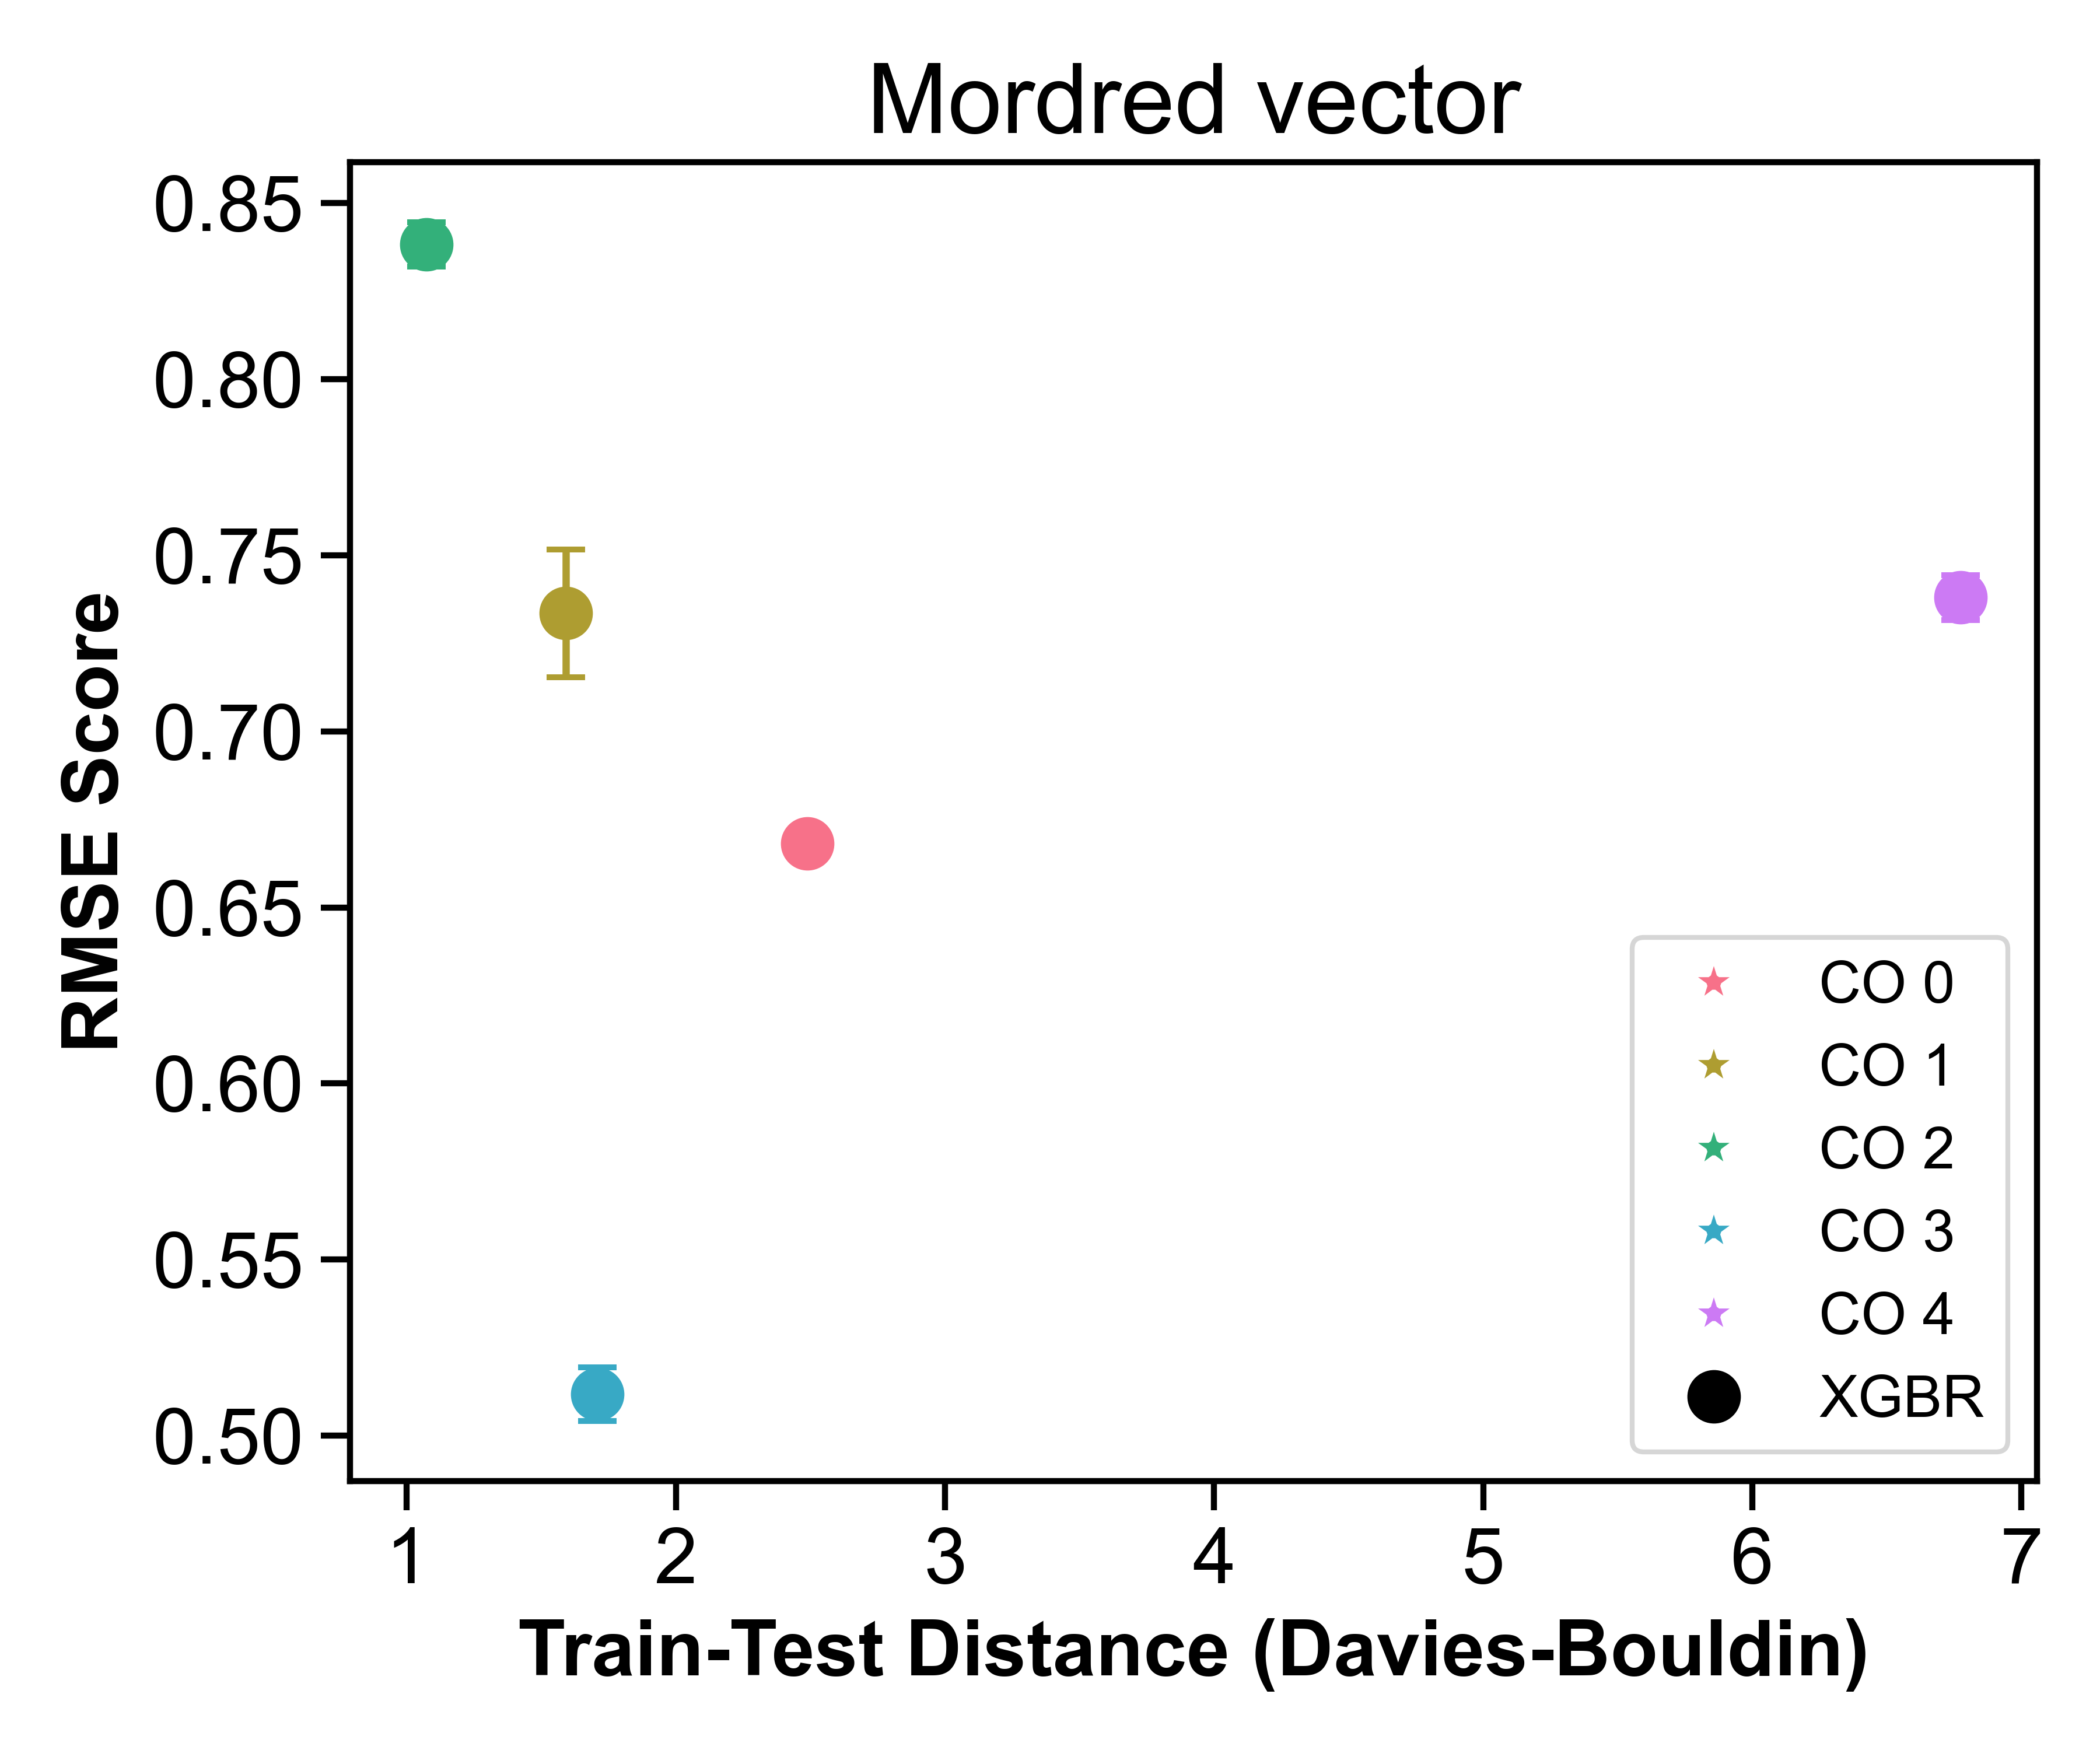 Mordred vector
RMSE Score
0.85
0.80
0.75
0.70
0.65
0.60
0.55
0.50
CO 0
CO 1
CO 2
CO 3
CO 4
XGBR
1 2 3 4 5 6 7
Train-Test Distance (Davies-Bouldin)